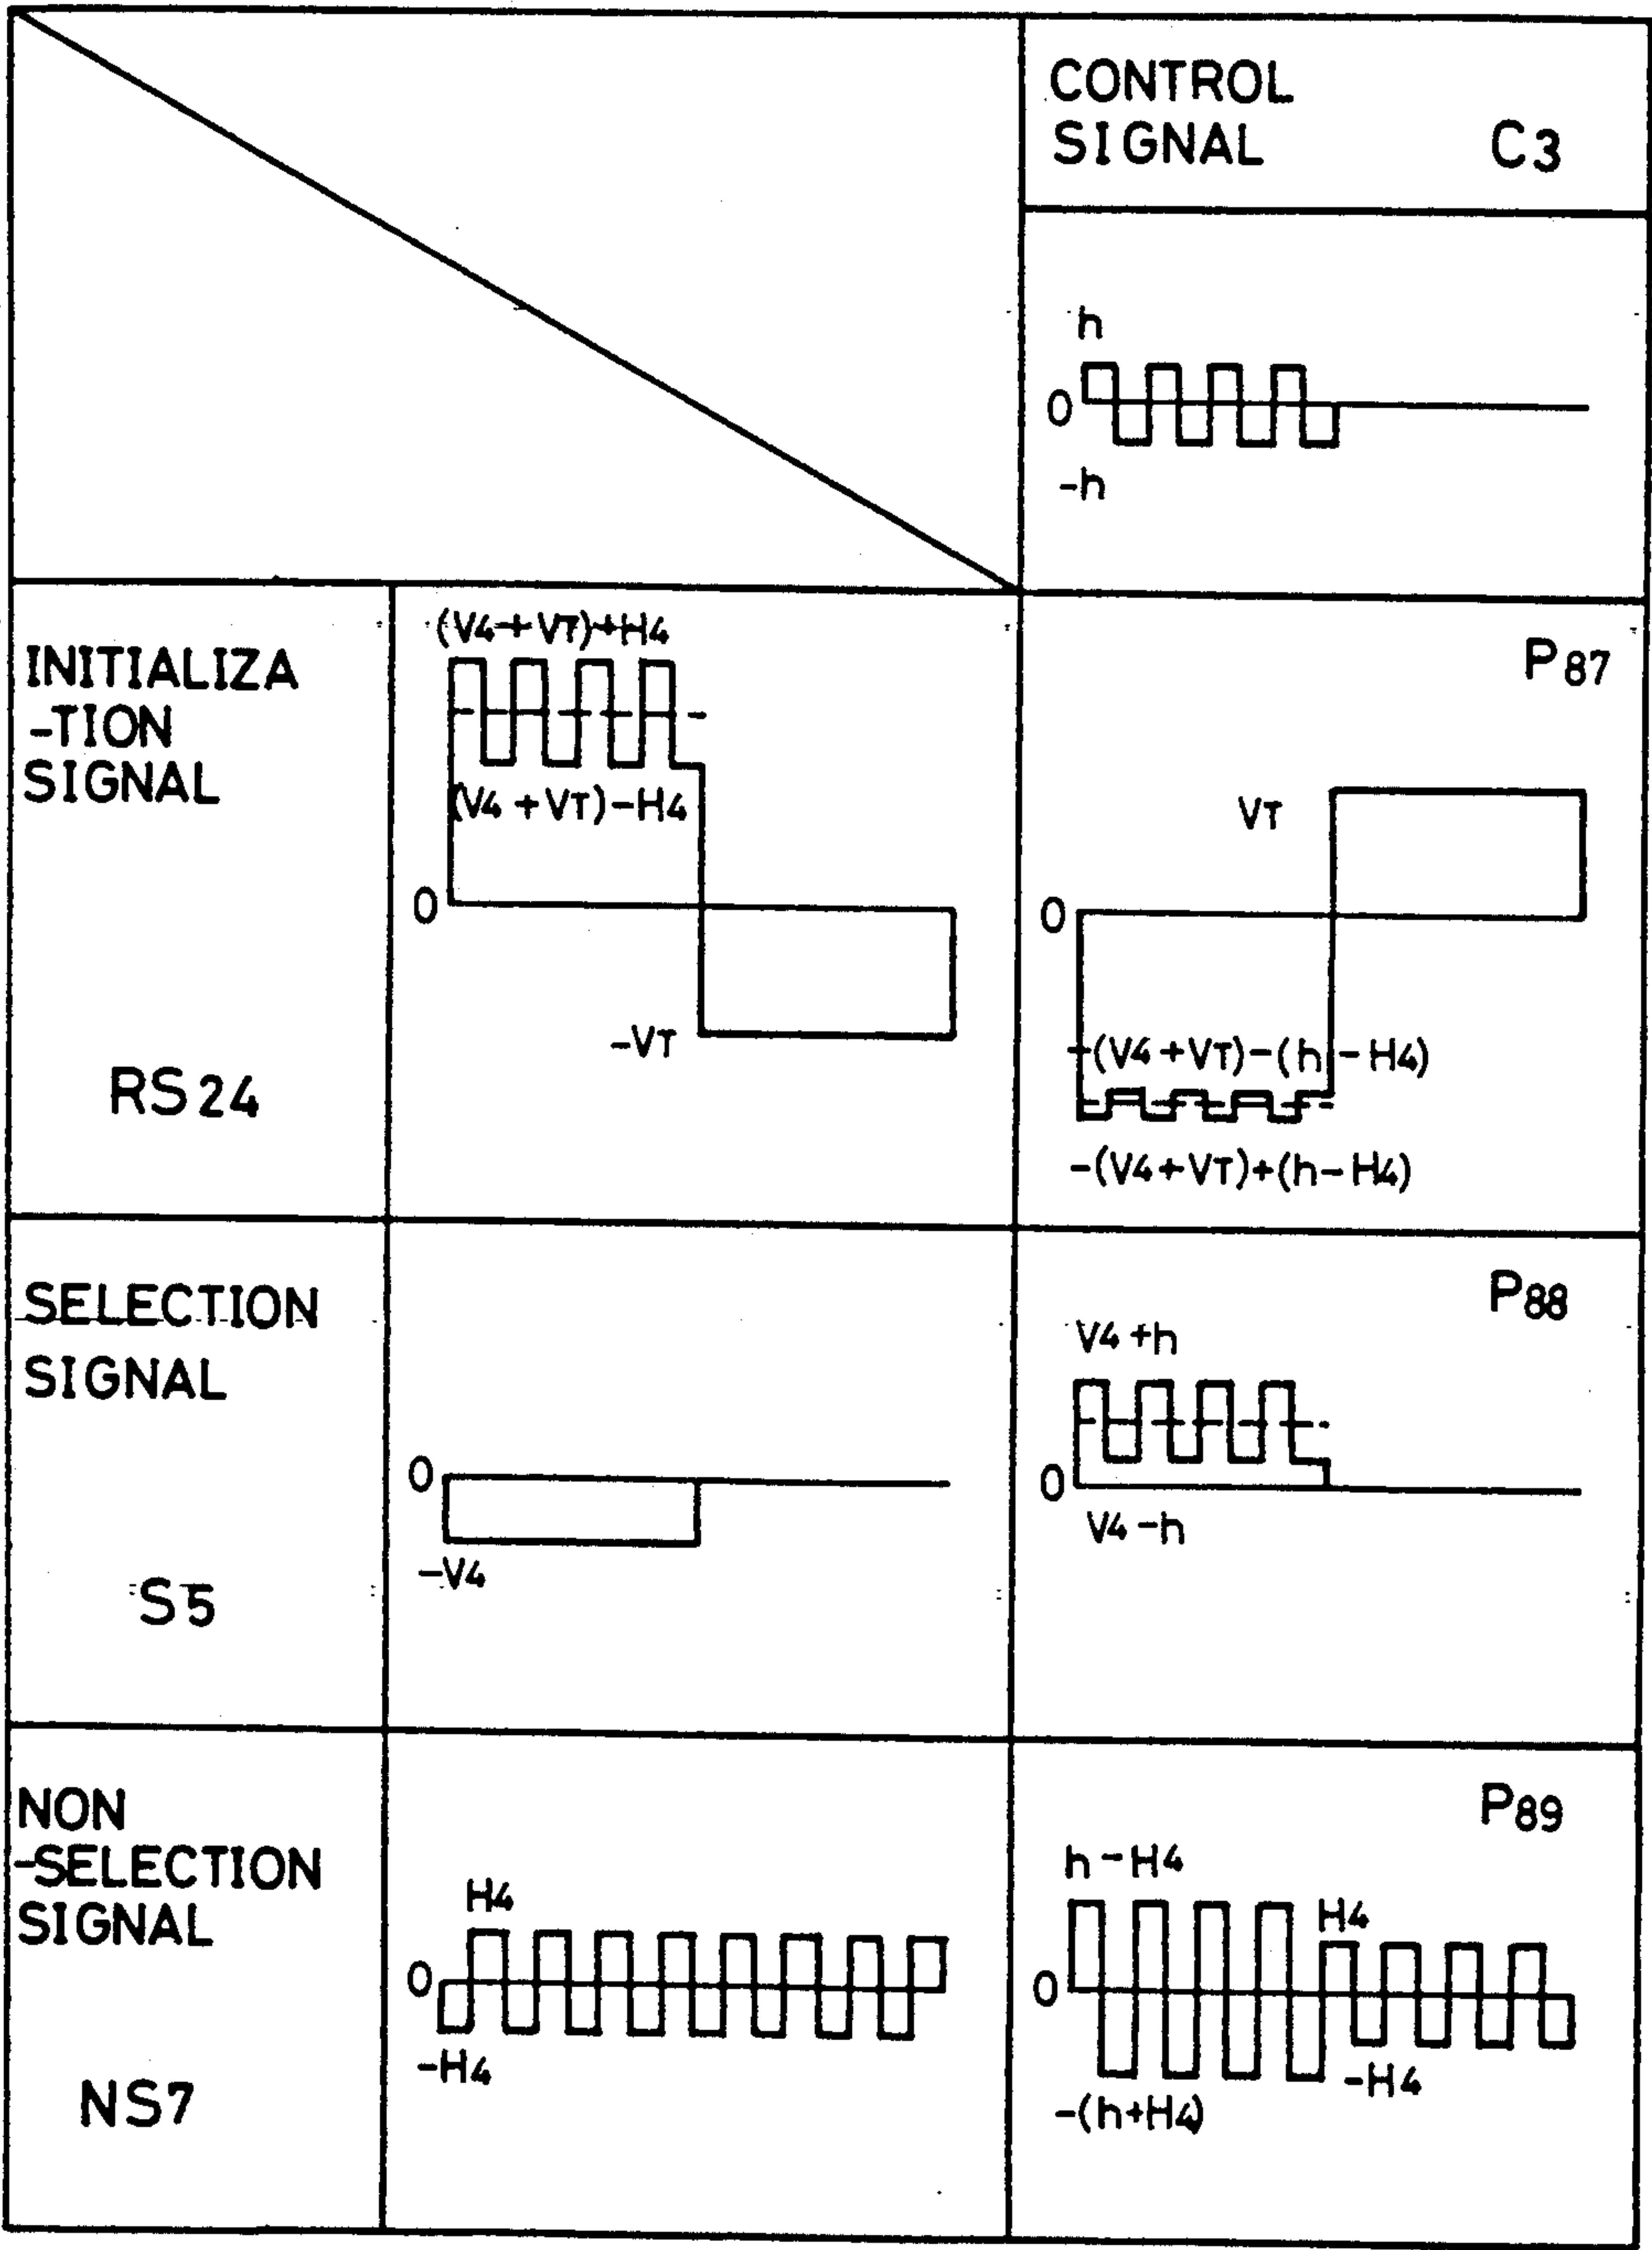 CONTROL
SIGNAL C3
h
0
-h
INITIALIZA
-TION
SIGNAL
RS24
(V4+VT)+H4
(V4+VT)-H4
0
-VT
P87
VT
0
-(V4+VT)-(h-H4)
-(V4+VT)+(h-H4)
SELECTION
SIGNAL
S5
0
-V4
P88
V4+h
0
V4-h
NON
-SELECTION
SIGNAL
NS7
H4
0
-H4
P89
h-H4
H4
0
-H4
-(h+H4)